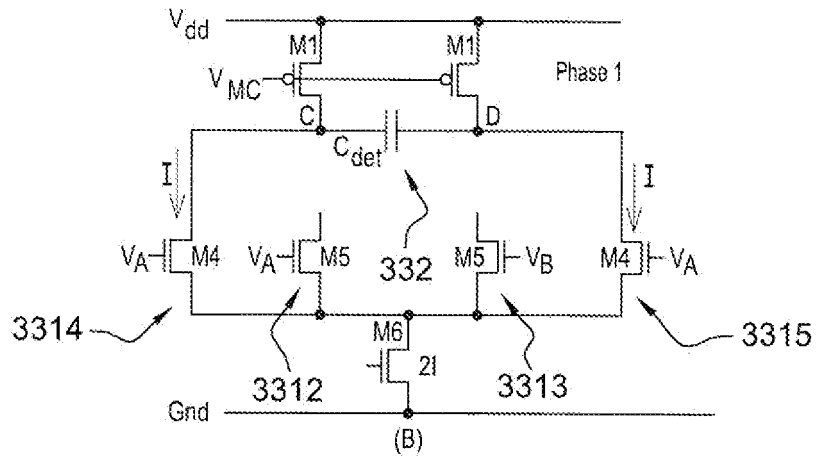 Vdd
M1
M1
Phase 1
VMC
C
D
Cdet
I
I
332
VA
M4
VA
M5
M5
VB
M4
VA
3314
3312
M6
2I
3313
3315
Gnd
(B)